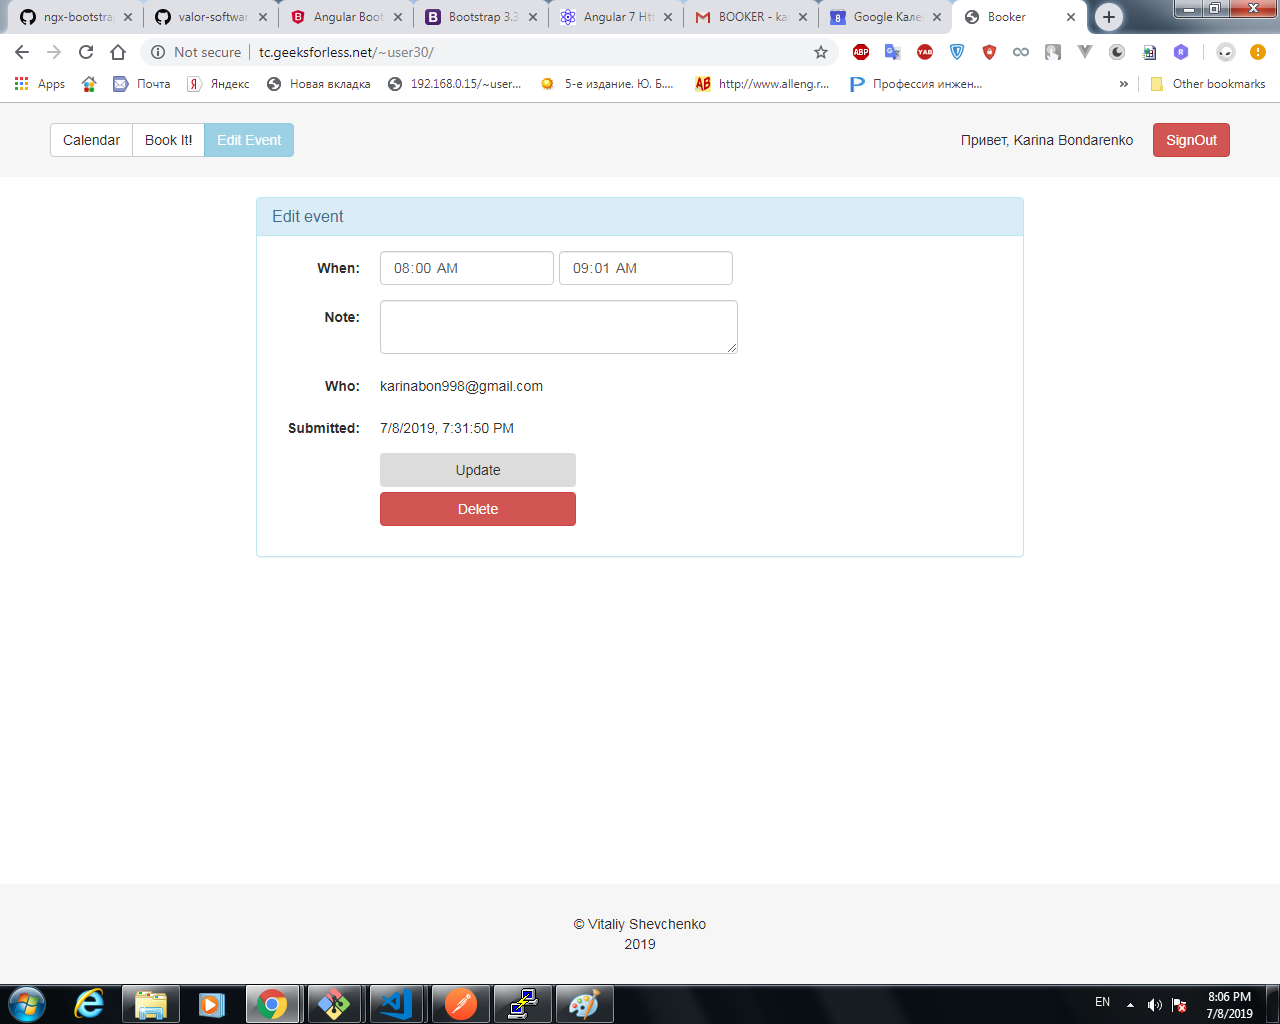 ngx-bootstra
valor-softwar
Angular Boot
Bootstrap 3.3
Angular 7 Htt
BOOKER - kar
Google Кале
Booker
Not secure
tc.geeksforless.net/~user30/
ABP
YAB
Apps
Почта
Яндекс
Новая вкладка
192.168.0.15/~user...
5-е издание. Ю. Б....
http://www.alleng.r...
Профессия инжен...
»
Other bookmarks
Calendar
Book It!
Edit Event
Привет, Karina Bondarenko
SignOut
Edit event
When:
08:00 AM
09:01 AM
Note:
Who:
karinabon998@gmail.com
Submitted:
7/8/2019, 7:31:50 PM
Update
Delete
© Vitaliy Shevchenko
2019
EN
8:06 PM
7/8/2019